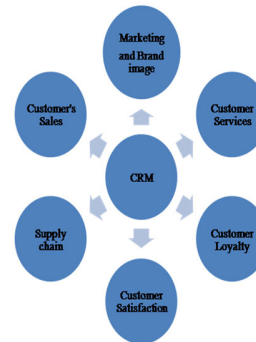 Marketing
and Brand
image
Customer's
Sales
Customer
Services
CRM
Supply
chain
Customer
Loyalty
Customer
Satisfaction